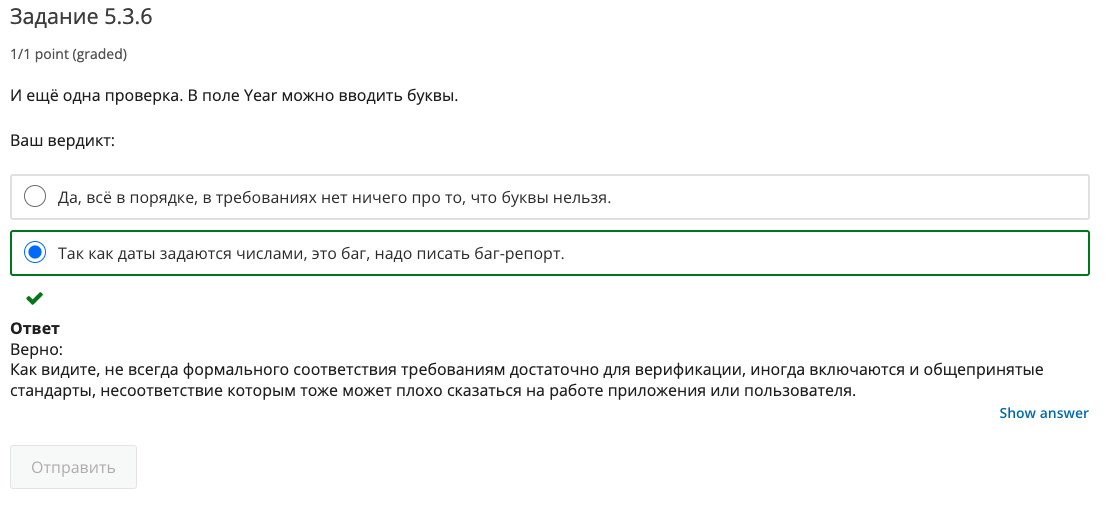 Задание 5.3.6
1/1 point (graded)
И ещё одна проверка. В поле Year можно вводить буквы.
Ваш вердикт:
Да, всё в порядке, в требованиях нет ничего про то, что буквы нельзя.
Так как даты задаются числами, это баг, надо писать баг-репорт.
Ответ
Верно:
Как видите, не всегда формального соответствия требованиям достаточно для верификации, иногда включаются и общепринятые
стандарты, несоответствие которым тоже может плохо сказаться на работе приложения или пользователя.
Show answer
Отправить